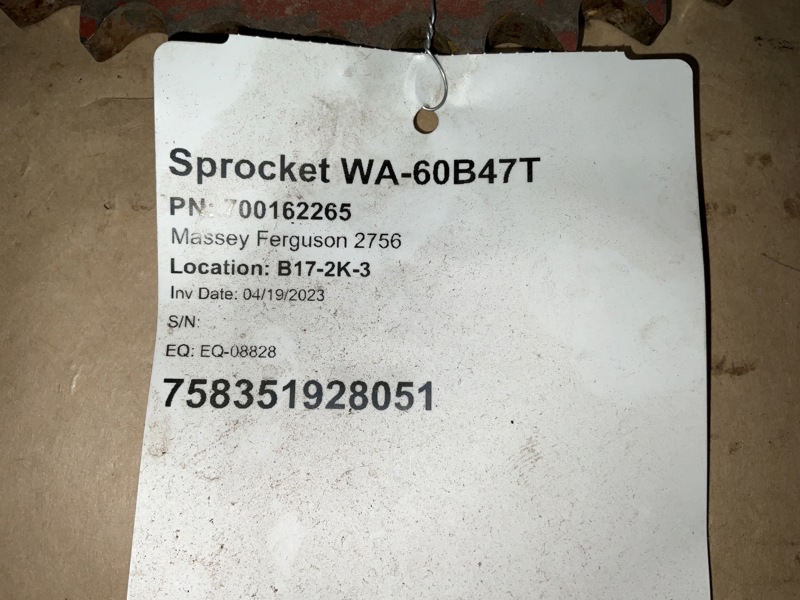 Sprocket WA-60B47T
PN: 700162265
Massey Ferguson 2756
Location: B17-2K-3
Inv Date: 04/19/2023
S/N:
EQ: EQ-08828
758351928051